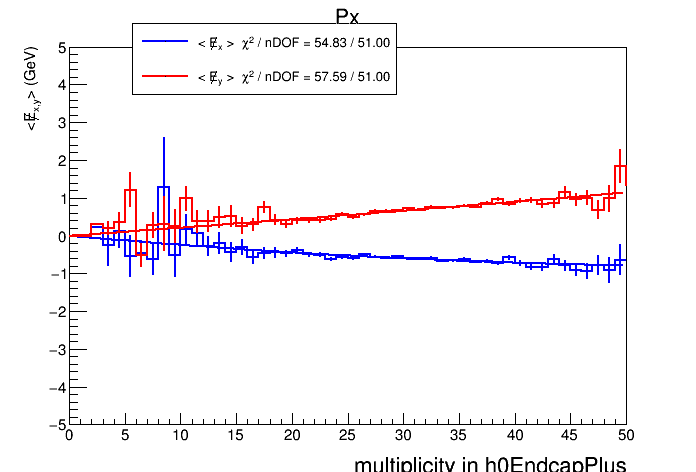 Px
<E̸x> χ² / nDOF = 54.83 / 51.00
<E̸y> χ² / nDOF = 57.59 / 51.00
<E̸x,y> (GeV)
5
4
3
2
1
0
−1
−2
−3
−4
−5
0 5 10 15 20 25 30 35 40 45 50
multiplicity in h0EndcapPlus